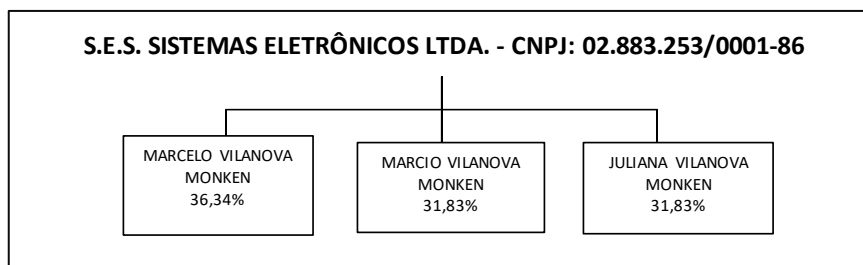 S.E.S. SISTEMAS ELETRÔNICOS LTDA. - CNPJ: 02.883.253/0001-86
MARCELO VILANOVA
MONKEN
36,34%
MARCIO VILANOVA
MONKEN
31,83%
JULIANA VILANOVA
MONKEN
31,83%